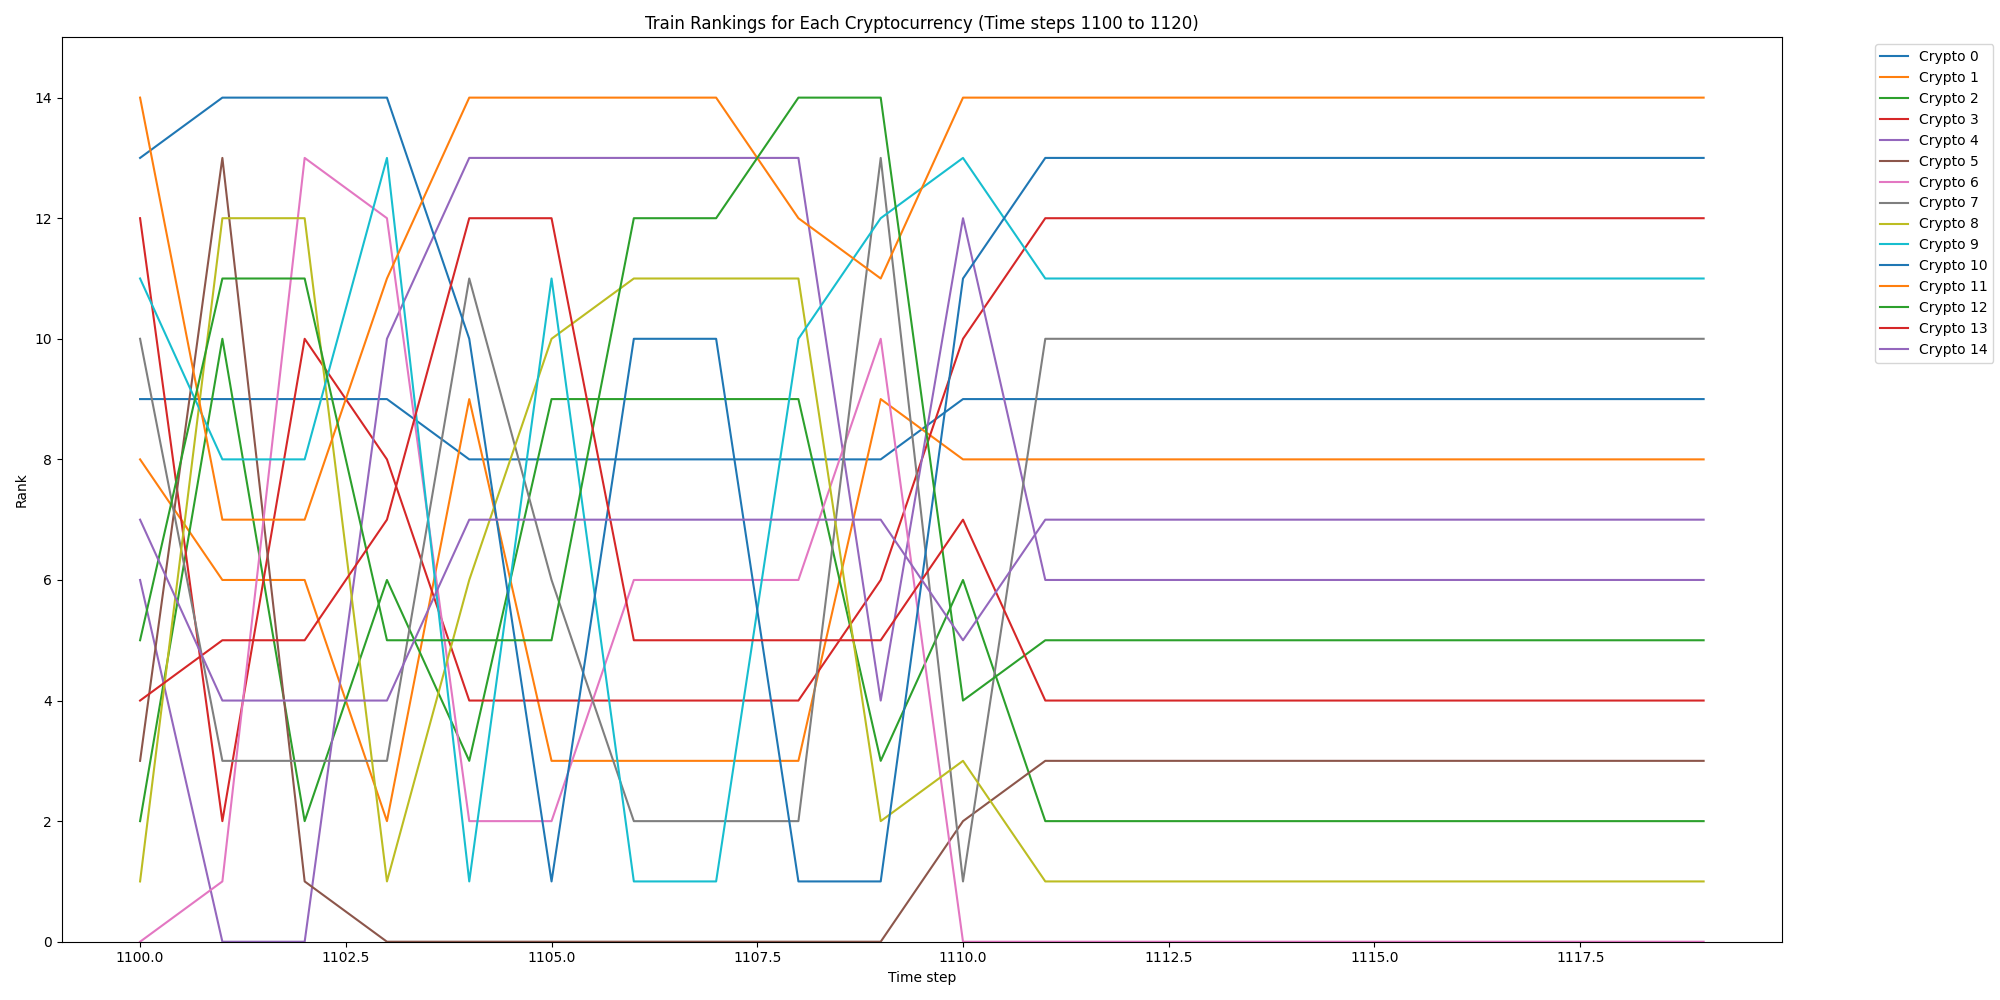 Train Rankings for Each Cryptocurrency (Time steps 1100 to 1120)
Rank
14
12
10
8
6
4
2
0
1100.0 1102.5 1105.0 1107.5 1110.0 1112.5 1115.0 1117.5
Time step
Crypto 0
Crypto 1
Crypto 2
Crypto 3
Crypto 4
Crypto 5
Crypto 6
Crypto 7
Crypto 8
Crypto 9
Crypto 10
Crypto 11
Crypto 12
Crypto 13
Crypto 14